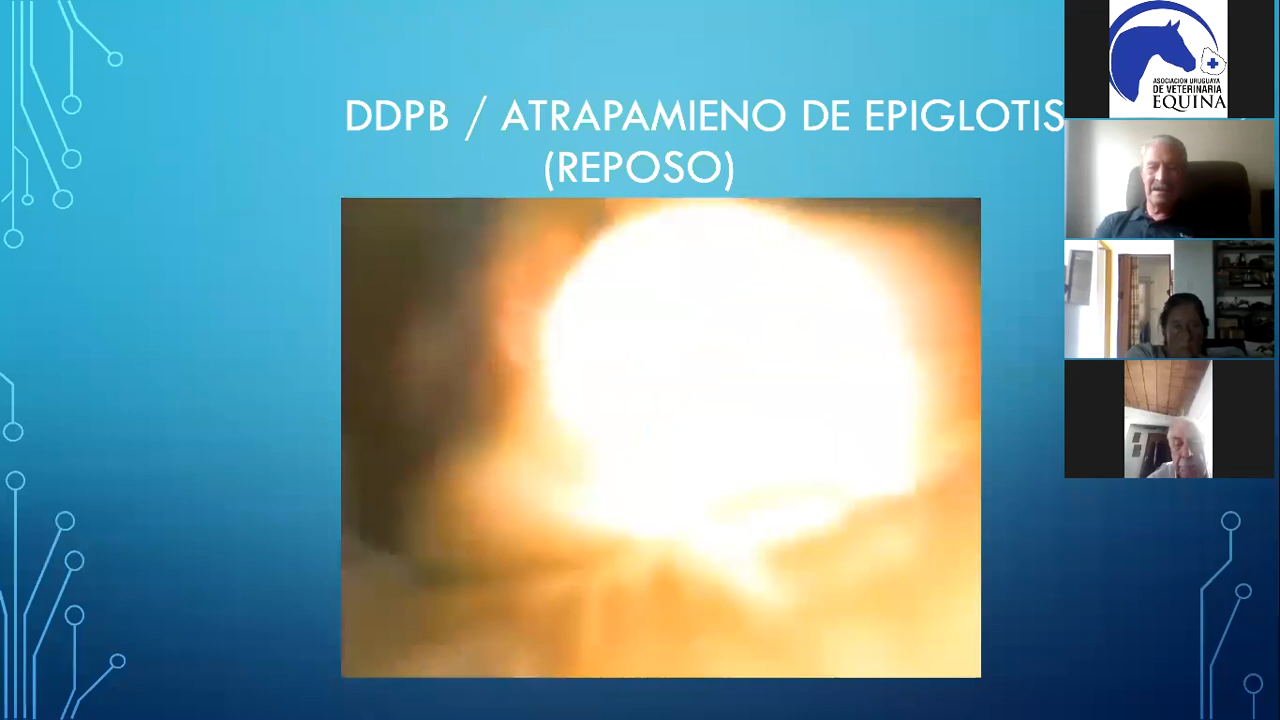 DDPB / ATRAPAMIENO DE EPIGLOTIS
(REPOSO)
ASOCIACION URUGUAYA
DE VETERINARIA
EQUINA